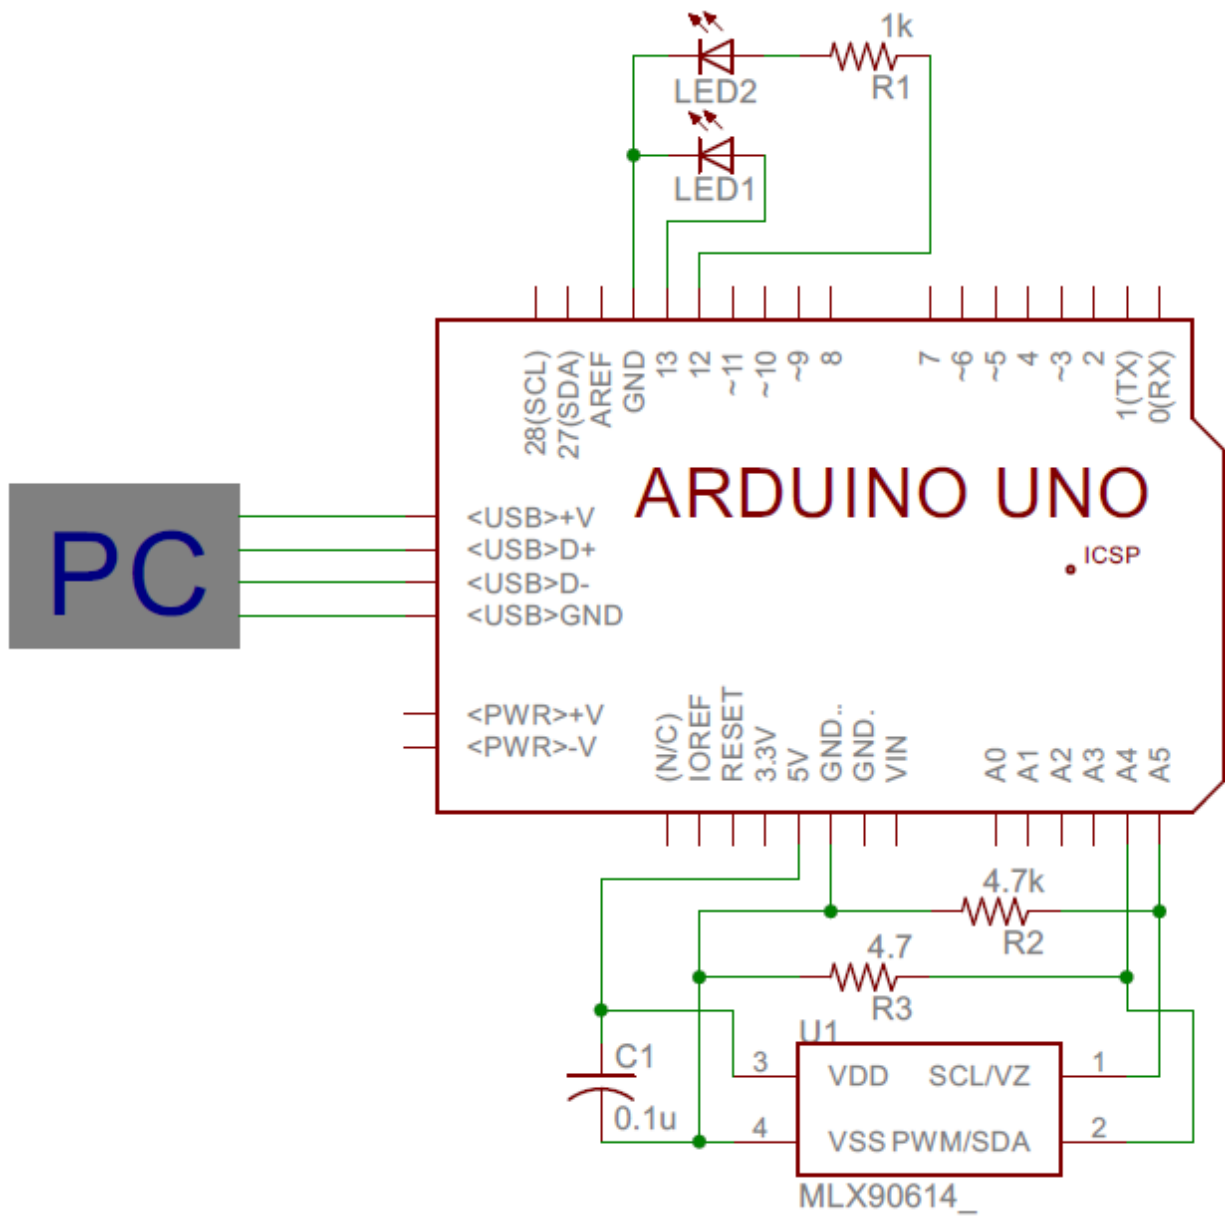 1k
R1
LED2
LED1
28(SCL)
27(SDA)
AREF
GND
13
12
~11
~10
~9
8
7
~6
~5
4
~3
2
1(TX)
0(RX)
ARDUINO UNO
ICSP
PC
<USB>+V
<USB>D+
<USB>D-
<USB>GND
<PWR>+V
<PWR>-V
(N/C)
IOREF
RESET
3.3V
5V
GND..
GND.
VIN
A0
A1
A2
A3
A4
A5
4.7k
R2
4.7
R3
C1
0.1u
U1
3 VDD SCL/VZ 1
4 VSS PWM/SDA 2
MLX90614_